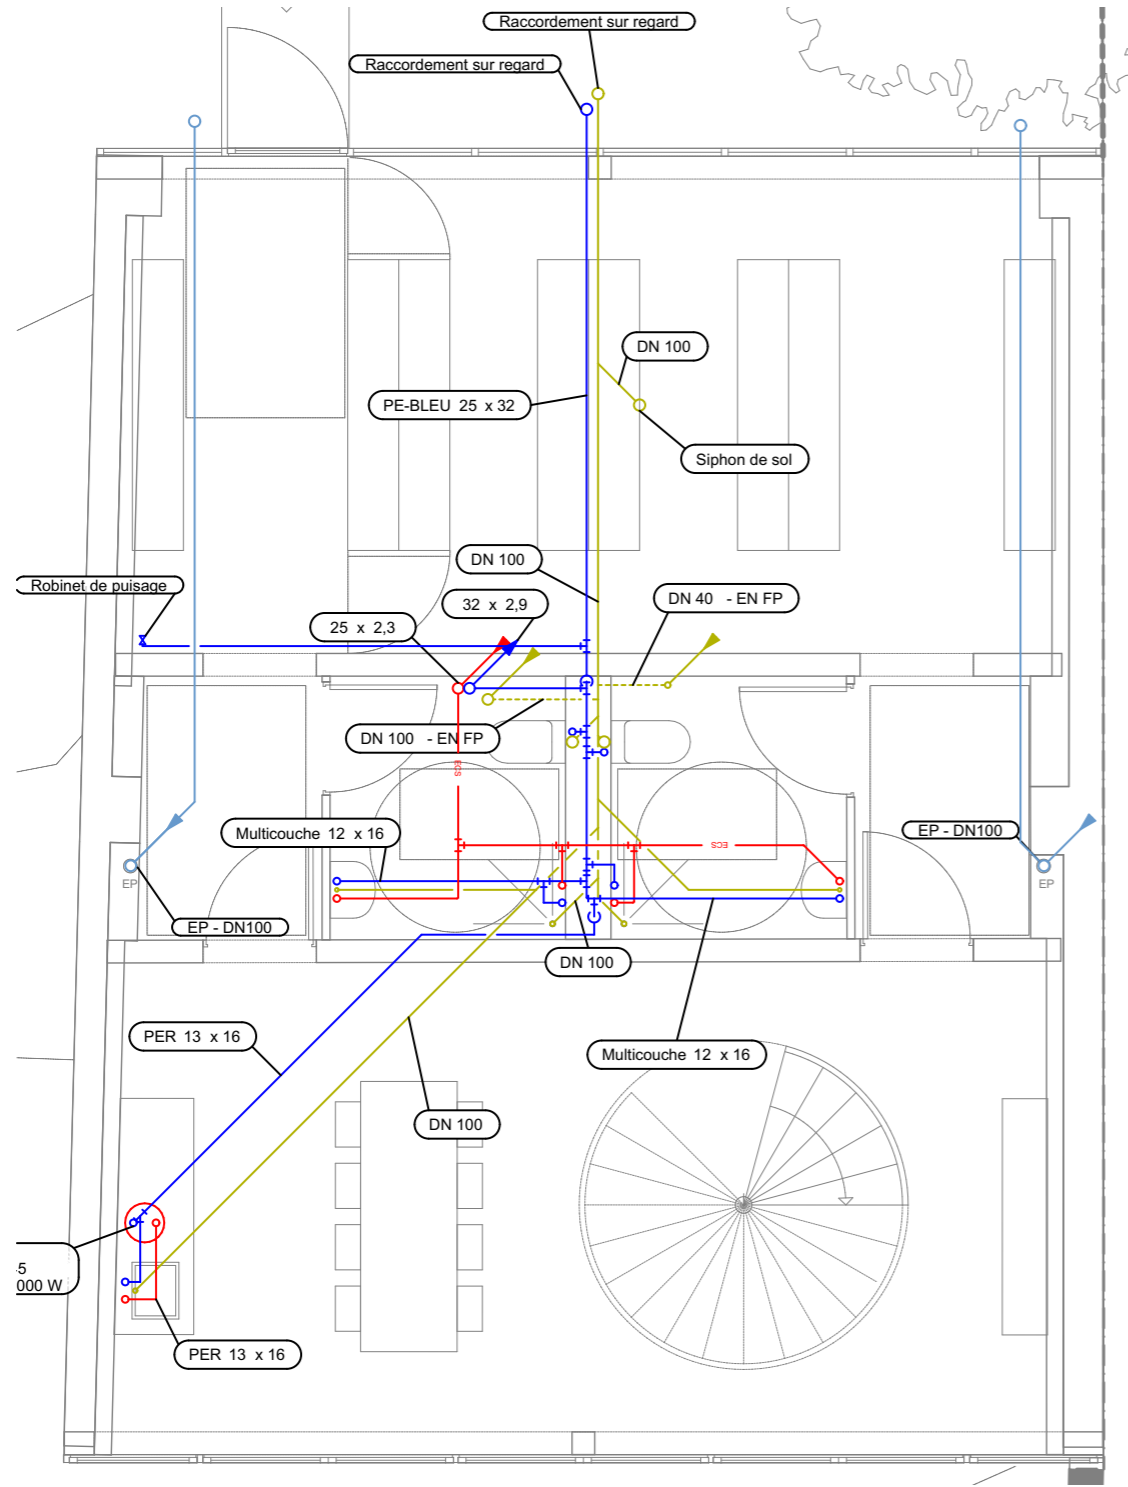 Raccordement sur regard
Raccordement sur regard
DN 100
PE-BLEU 25 x 32
Siphon de sol
DN 100
Robinet de puisage
32 x 2,9
DN 40 - EN FP
25 x 2,3
DN 100 - EN FP
ECS
Multicouche 12 x 16
EP - DN100
ECS
EP
EP
EP - DN100
DN 100
PER 13 x 16
Multicouche 12 x 16
DN 100
5
000 W
PER 13 x 16